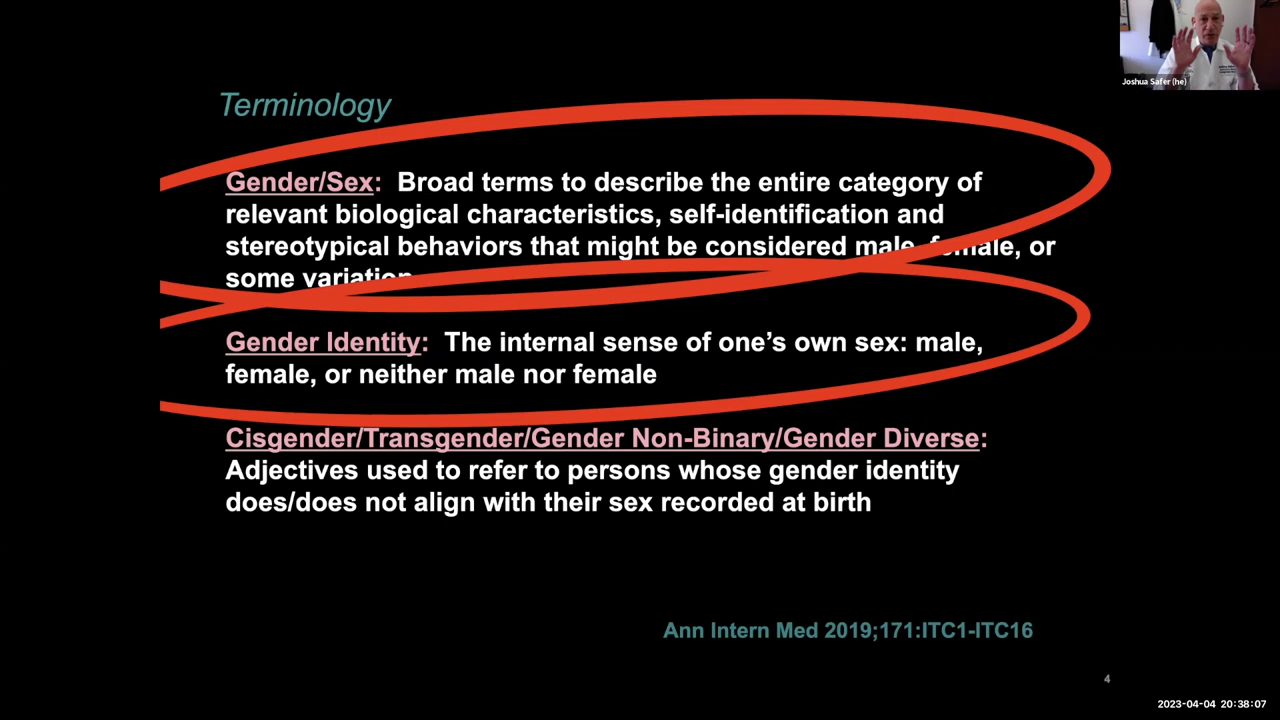 Joshua Safer (he)
Terminology
Gender/Sex: Broad terms to describe the entire category of
relevant biological characteristics, self-identification and
stereotypical behaviors that might be considered male, female, or
some variation
Gender Identity: The internal sense of one’s own sex: male,
female, or neither male nor female
Cisgender/Transgender/Gender Non-Binary/Gender Diverse:
Adjectives used to refer to persons whose gender identity
does/does not align with their sex recorded at birth
Ann Intern Med 2019;171:ITC1-ITC16
4
2023-04-04 20:38:07